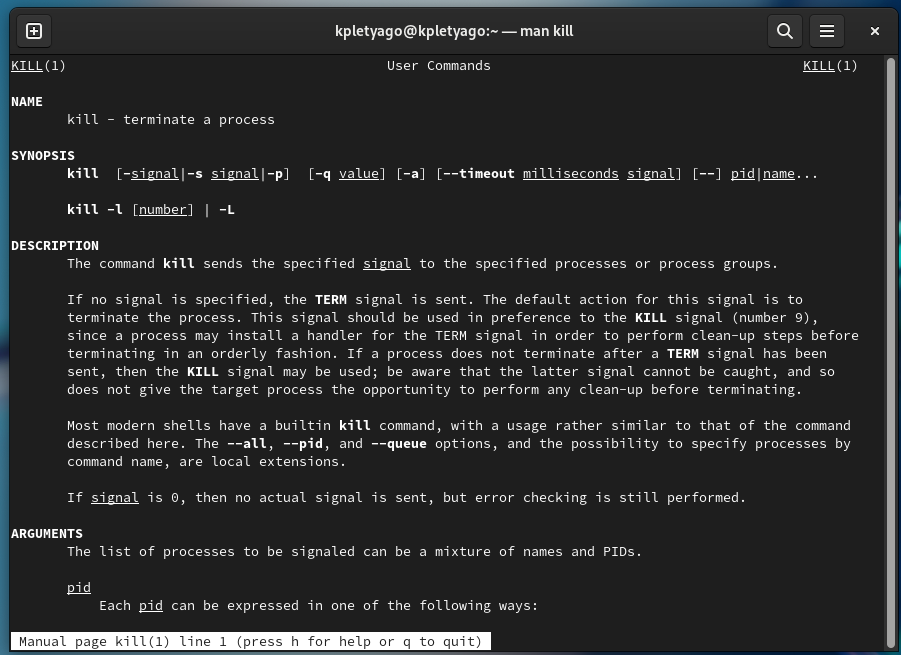 kpletyago@kpletyago:~ — man kill
KILL(1) User Commands KILL(1)
NAME
kill - terminate a process
SYNOPSIS
kill [-signal|-s signal|-p] [-q value] [-a] [--timeout milliseconds signal] [--] pid|name...
kill -l [number] | -L
DESCRIPTION
The command kill sends the specified signal to the specified processes or process groups.
If no signal is specified, the TERM signal is sent. The default action for this signal is to
terminate the process. This signal should be used in preference to the KILL signal (number 9),
since a process may install a handler for the TERM signal in order to perform clean-up steps before
terminating in an orderly fashion. If a process does not terminate after a TERM signal has been
sent, then the KILL signal may be used; be aware that the latter signal cannot be caught, and so
does not give the target process the opportunity to perform any clean-up before terminating.
Most modern shells have a builtin kill command, with a usage rather similar to that of the command
described here. The --all, --pid, and --queue options, and the possibility to specify processes by
command name, are local extensions.
If signal is 0, then no actual signal is sent, but error checking is still performed.
ARGUMENTS
The list of processes to be signaled can be a mixture of names and PIDs.
pid
Each pid can be expressed in one of the following ways:
Manual page kill(1) line 1 (press h for help or q to quit)